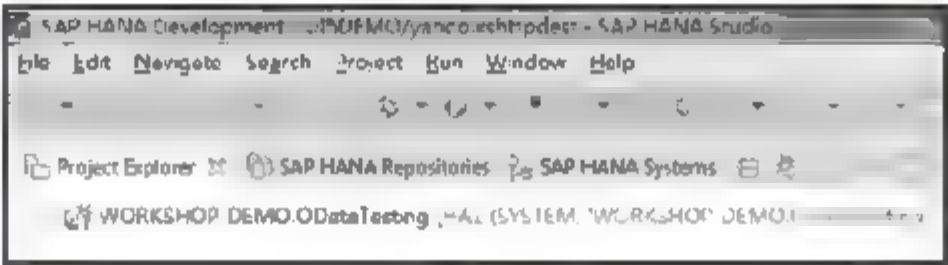 SAP HANA Development - SAP HANA Studio
File Edit Navigate Search Project Run Window Help
Project Explorer SAP HANA Repositories SAP HANA Systems
WORKSHOP DEMO.ODataTesting (SYSTEM, 'WORKSHOP DEMO.